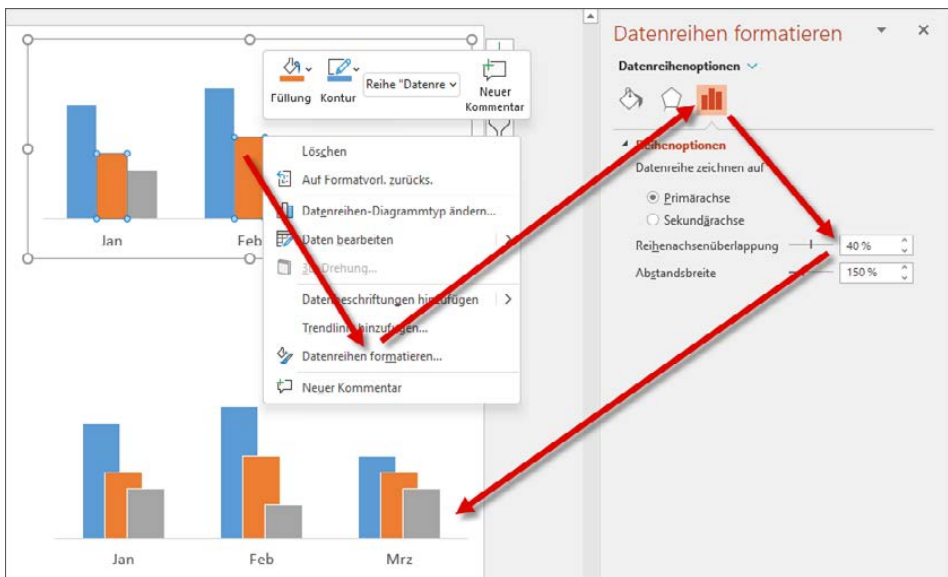 Füllung
Kontur
Reihe "Datenre
Neuer
Kommentar
Löschen
Auf Formatvorl. zurücks.
Datenreihen-Diagrammtyp ändern...
Daten bearbeiten
3D-Drehung...
Datenbeschriftungen hinzufügen
Trendlinie hinzufügen...
Datenreihen formatieren...
Neuer Kommentar
Jan
Feb
Jan
Feb
Mrz
Datenreihen formatieren
Datenreihenoptionen
Reihenoptionen
Datenreihe zeichnen auf
Primärachse
Sekundärachse
Reihenachsenüberlappung 40 %
Abstandsbreite 150 %